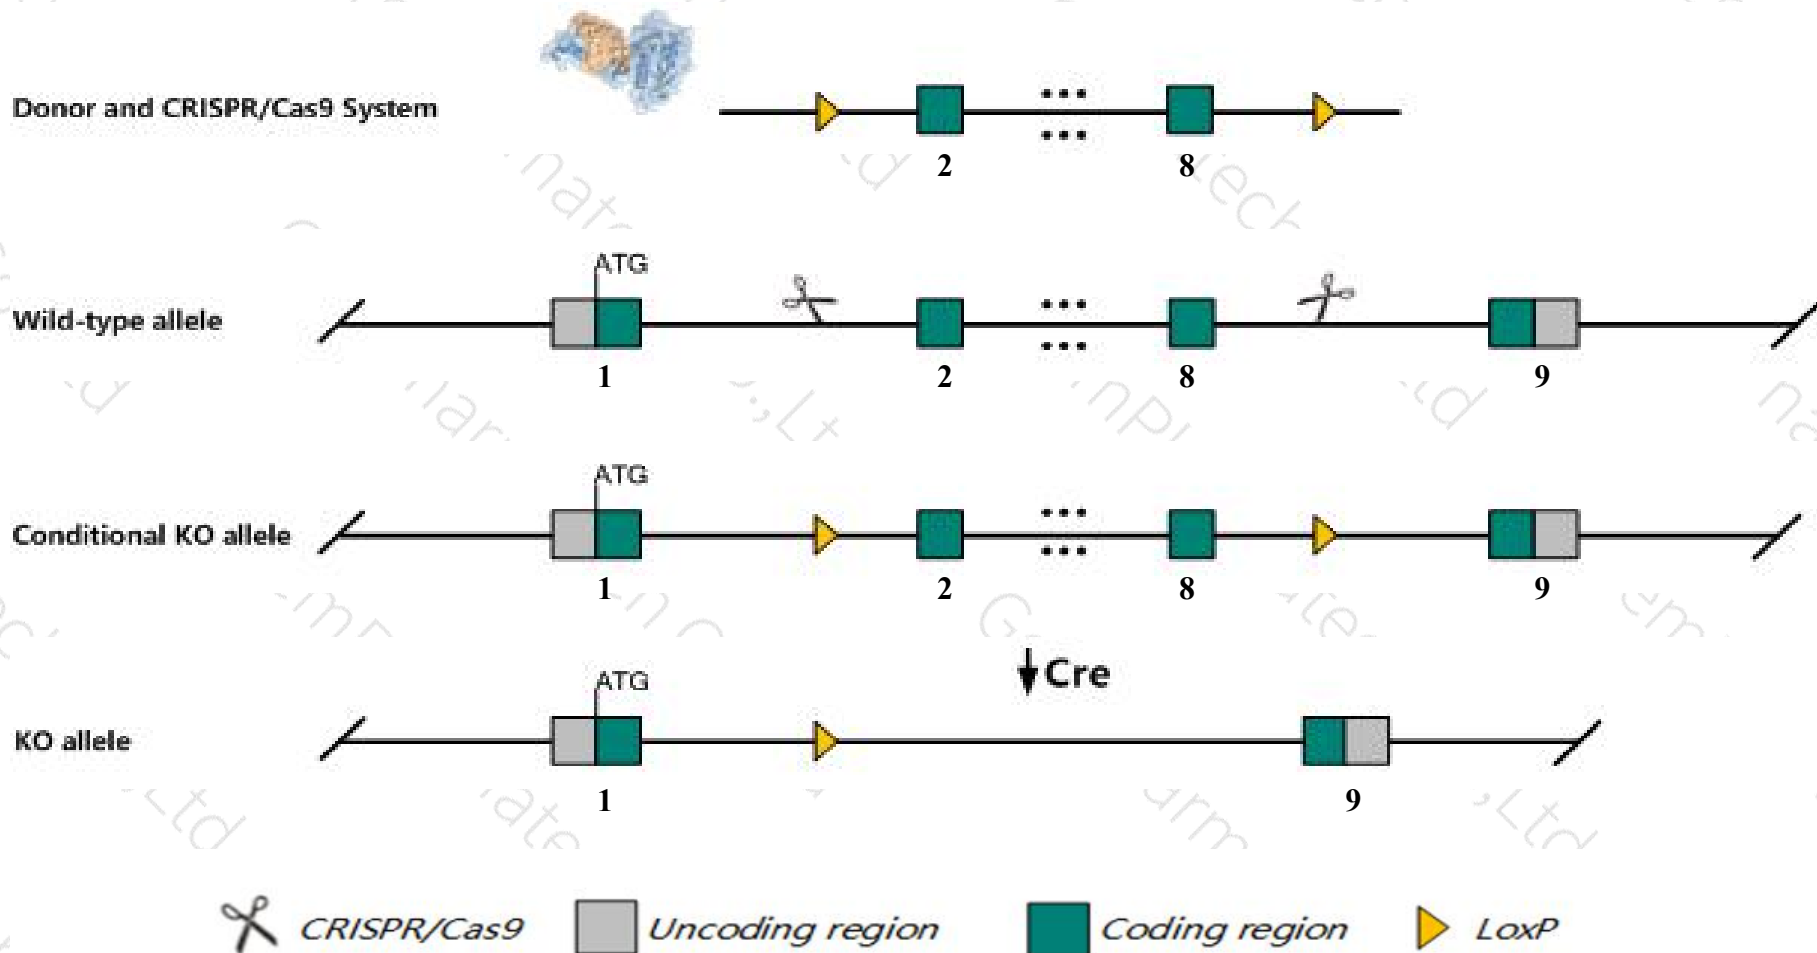 Donor and CRISPR/Cas9 System
2 8
ATG
Wild-type allele
1 2 8 9
ATG
Conditional KO allele
1 2 8 9
Cre
ATG
KO allele
1 9
CRISPR/Cas9 Uncoding region Coding region LoxP